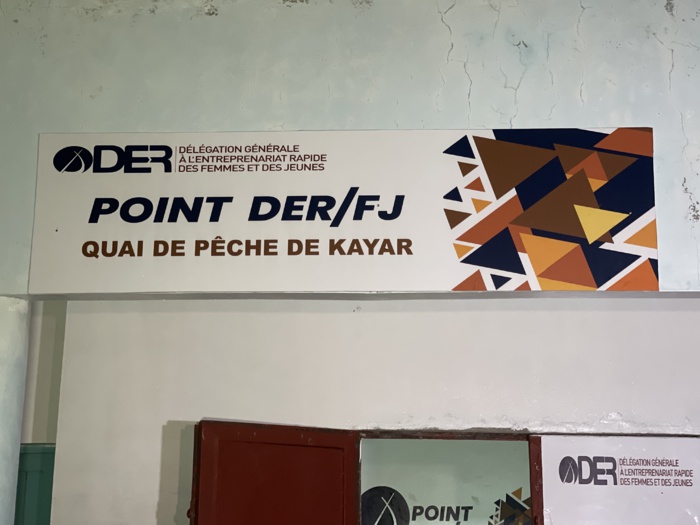 DER
DÉLÉGATION GÉNÉRALE
À L'ENTREPRENARIAT RAPIDE
DES FEMMES ET DES JEUNES
POINT DER/FJ
QUAI DE PÊCHE DE KAYAR
POINT
DER
DÉLÉGATION GÉNÉRALE
À L'ENTREPRENARIAT RAPIDE
DES FEMMES ET DES JEUNES